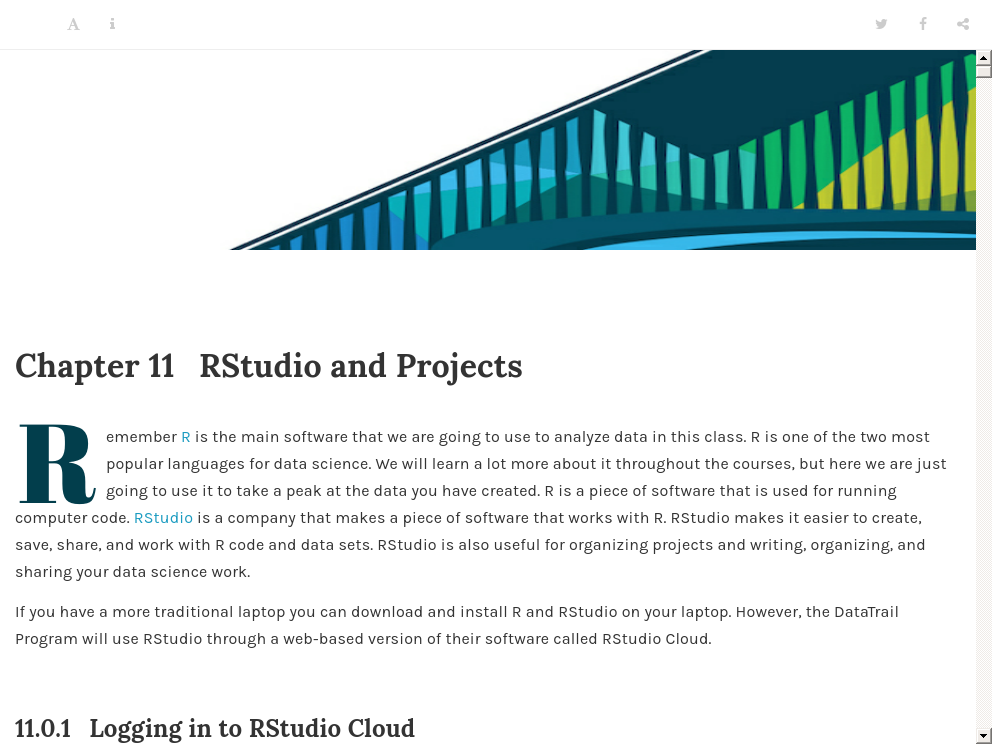 Chapter 11 RStudio and Projects
Remember R is the main software that we are going to use to analyze data in this class. R is one of the two most
popular languages for data science. We will learn a lot more about it throughout the courses, but here we are just
going to use it to take a peak at the data you have created. R is a piece of software that is used for running
computer code. RStudio is a company that makes a piece of software that works with R. RStudio makes it easier to create,
save, share, and work with R code and data sets. RStudio is also useful for organizing projects and writing, organizing, and
sharing your data science work.
If you have a more traditional laptop you can download and install R and RStudio on your laptop. However, the DataTrail
Program will use RStudio through a web-based version of their software called RStudio Cloud.
11.0.1 Logging in to RStudio Cloud